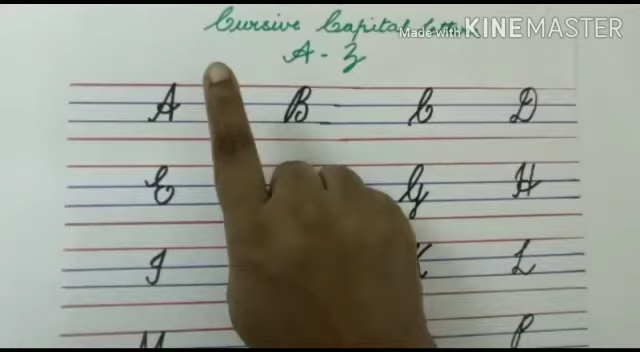 Cursive Capital Letters
Made with KINEMASTER
A - Z
A B C D
E G H
I K L
M P